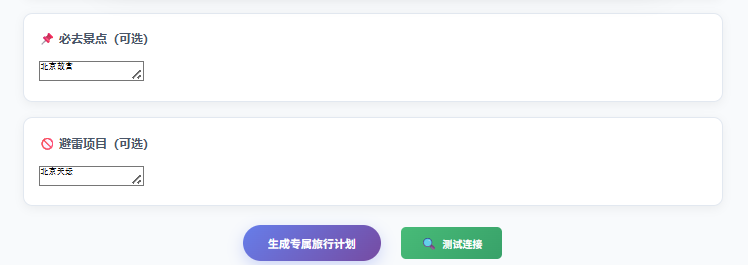 必去景点（可选）
北京故宫
避雷项目（可选）
北京天坛
生成专属旅行计划
测试连接